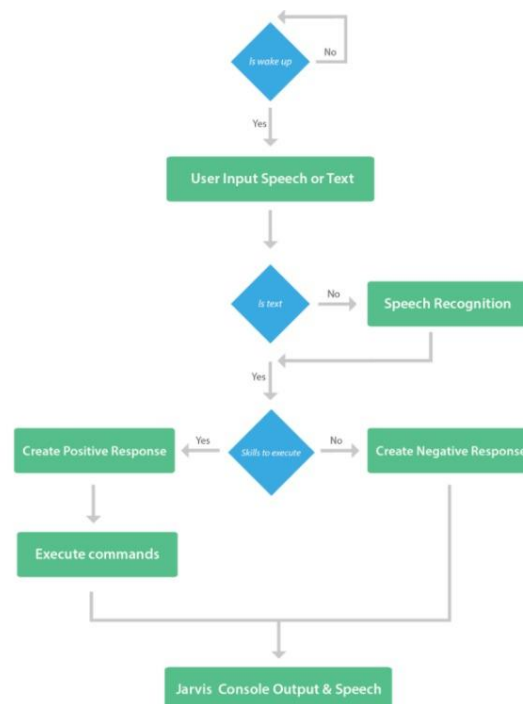 Is wake up
No
Yes
User Input Speech or Text
Is text
No
Speech Recognition
Yes
Create Positive Response
Yes
Skills to execute
No
Create Negative Response
Execute commands
Jarvis Console Output & Speech